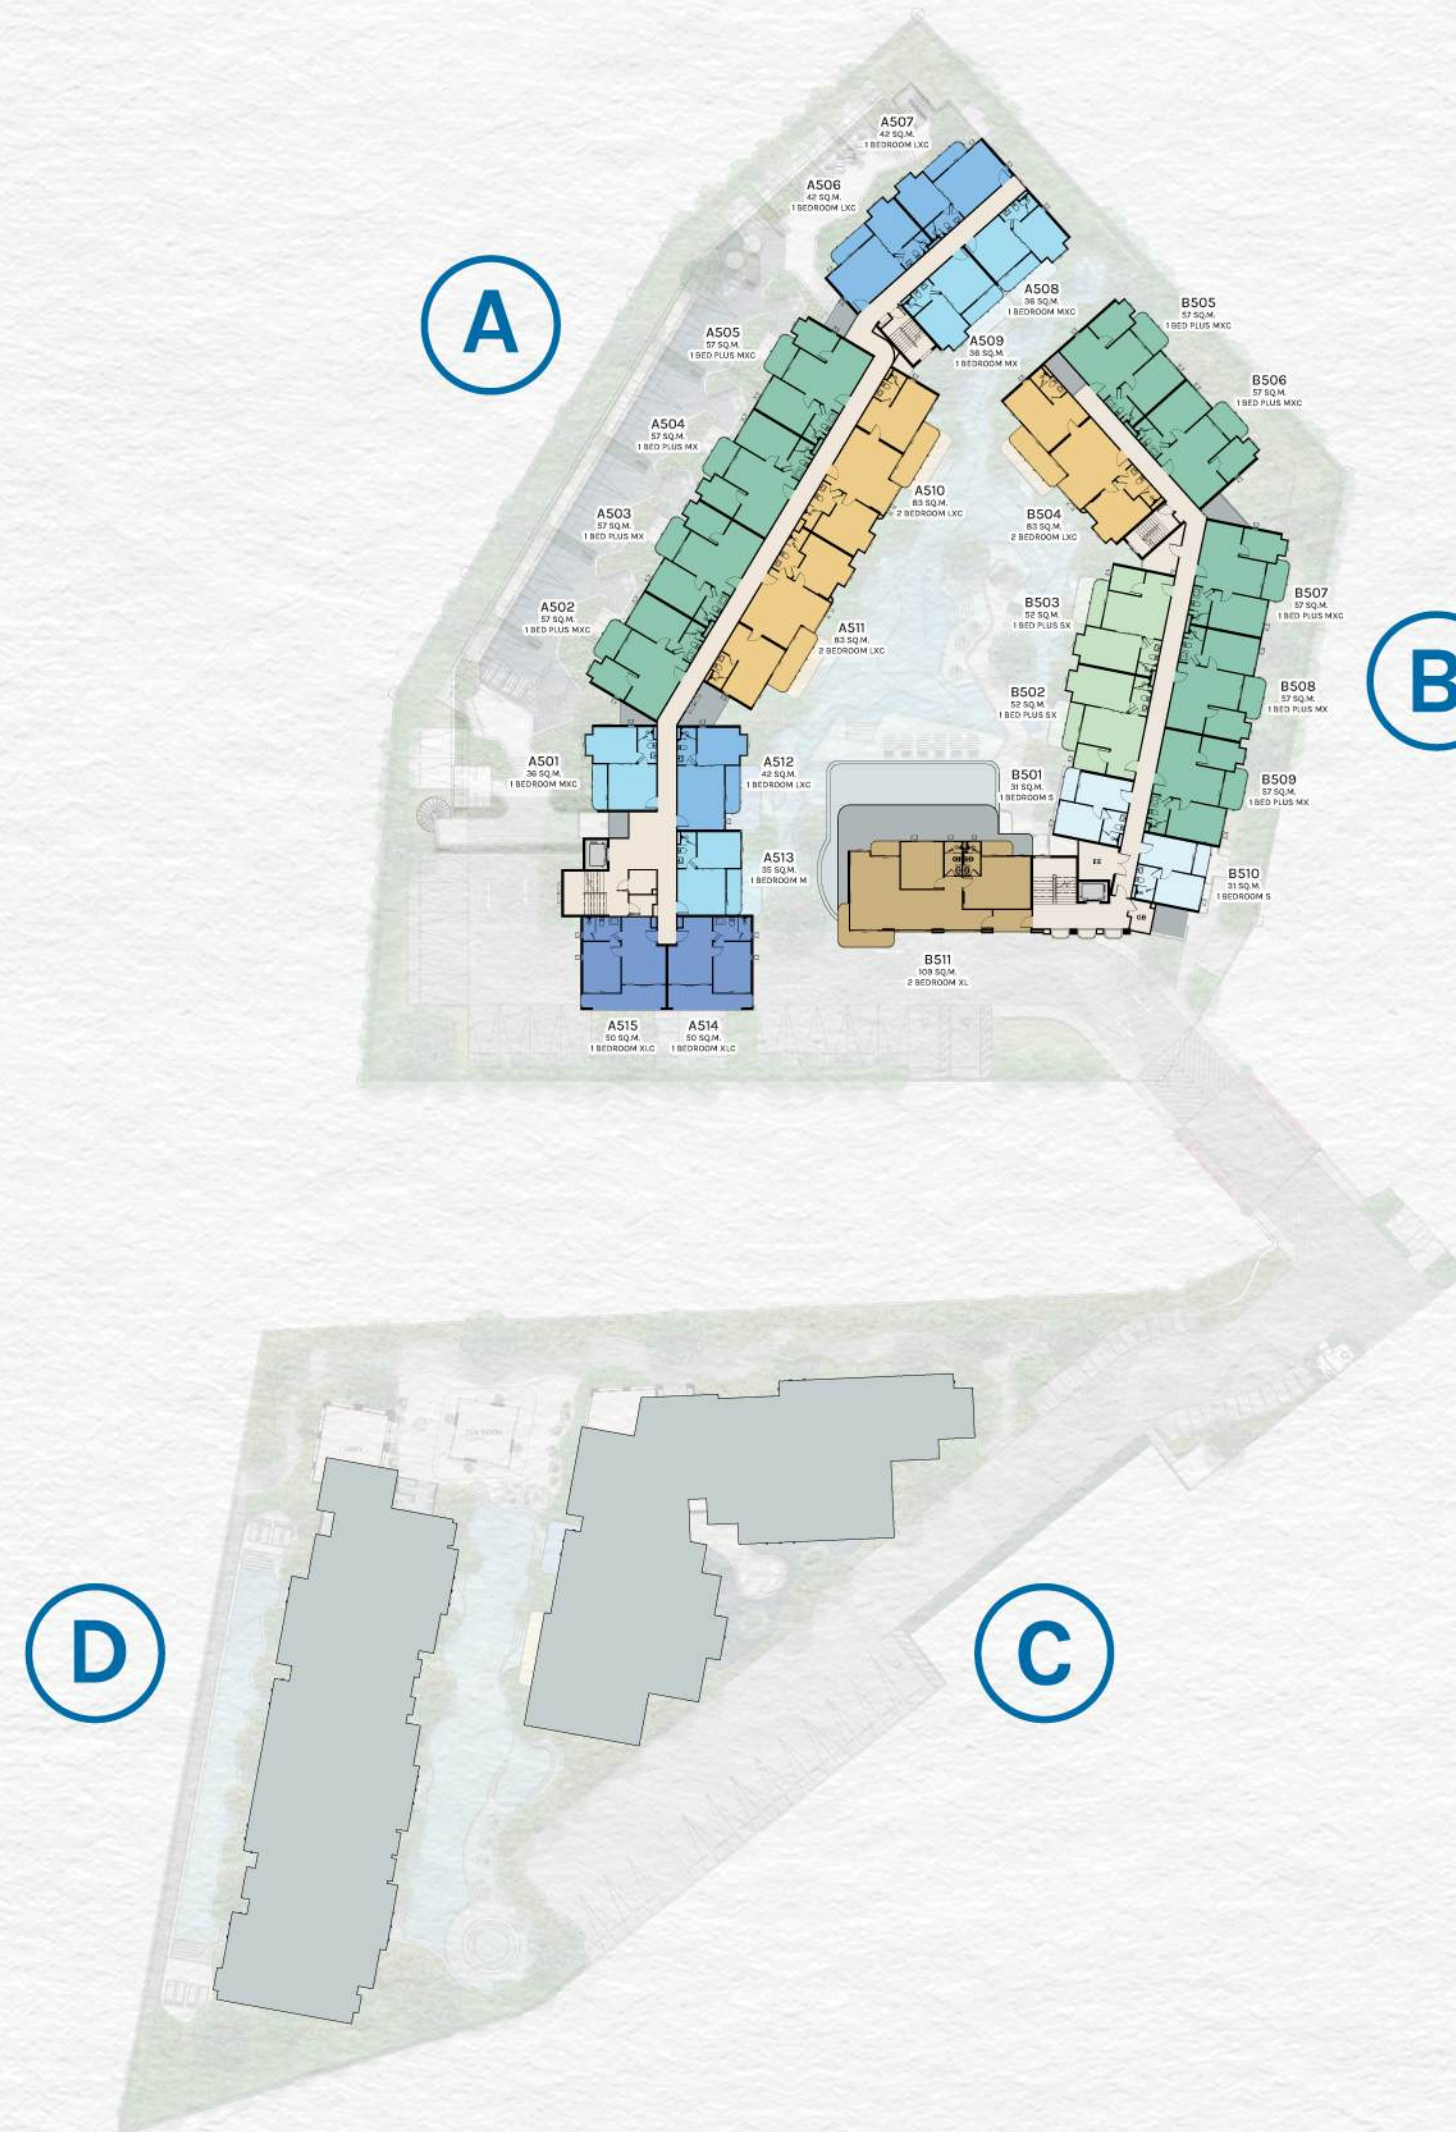 A507
42 SQ.M.
1 BEDROOM LXC
A506
42 SQ.M.
1 BEDROOM LXC
A
A508
36 SQ.M.
1 BEDROOM MXC
A509
36 SQ.M.
1 BEDROOM MX
A505
57 SQ.M.
1 BED PLUS MXC
B505
57 SQ.M.
1 BED PLUS MXC
B506
57 SQ.M.
1 BED PLUS MXC
A504
57 SQ.M.
1 BED PLUS MX
A510
83 SQ.M.
2 BEDROOM LXC
B504
83 SQ.M.
2 BEDROOM LXC
A503
57 SQ.M.
1 BED PLUS MX
A502
57 SQ.M.
1 BED PLUS MXC
A511
83 SQ.M.
2 BEDROOM LXC
B503
52 SQ.M.
1 BED PLUS SX
B507
57 SQ.M.
1 BED PLUS MXC
B
B502
52 SQ.M.
1 BED PLUS SX
B508
57 SQ.M.
1 BED PLUS MX
A501
36 SQ.M.
1 BEDROOM MXC
A512
42 SQ.M.
1 BEDROOM LXC
B501
31 SQ.M.
1 BEDROOM S
B509
57 SQ.M.
1 BED PLUS MX
A513
35 SQ.M.
1 BEDROOM M
EE
B510
31 SQ.M.
1 BEDROOM S
GB
B511
109 SQ.M.
2 BEDROOM XL
A515
50 SQ.M.
1 BEDROOM XLC
A514
50 SQ.M.
1 BEDROOM XLC
D
C